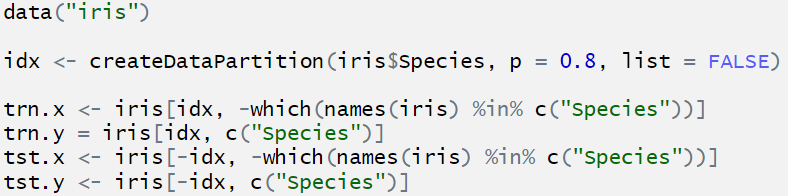 data("iris")
idx <- createDataPartition(iris$Species, p = 0.8, list = FALSE)
trn.x <- iris[idx, -which(names(iris) %in% c("Species"))]
trn.y = iris[idx, c("Species")]
tst.x <- iris[-idx, -which(names(iris) %in% c("Species"))]
tst.y <- iris[-idx, c("Species")]